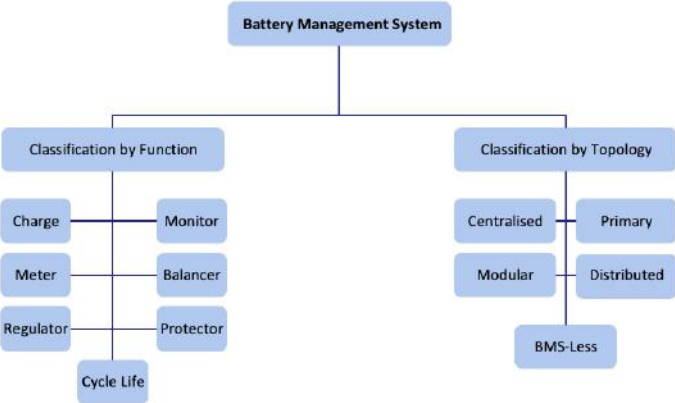 Battery Management System
Classification by Function
Classification by Topology
Charge
Monitor
Centralised
Primary
Meter
Balancer
Modular
Distributed
Regulator
Protector
BMS-Less
Cycle Life